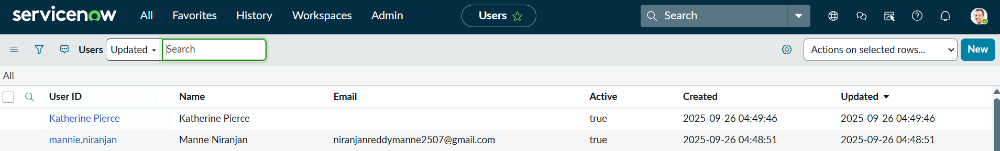 servicenow All Favorites History Workspaces Admin Users Search
Users Updated Search Actions on selected rows... New
All
User ID Name Email Active Created Updated
Katherine Pierce Katherine Pierce true 2025-09-26 04:49:46 2025-09-26 04:49:46
mannie.niranjan Manne Niranjan niranjanreddymanne2507@gmail.com true 2025-09-26 04:48:51 2025-09-26 04:48:51